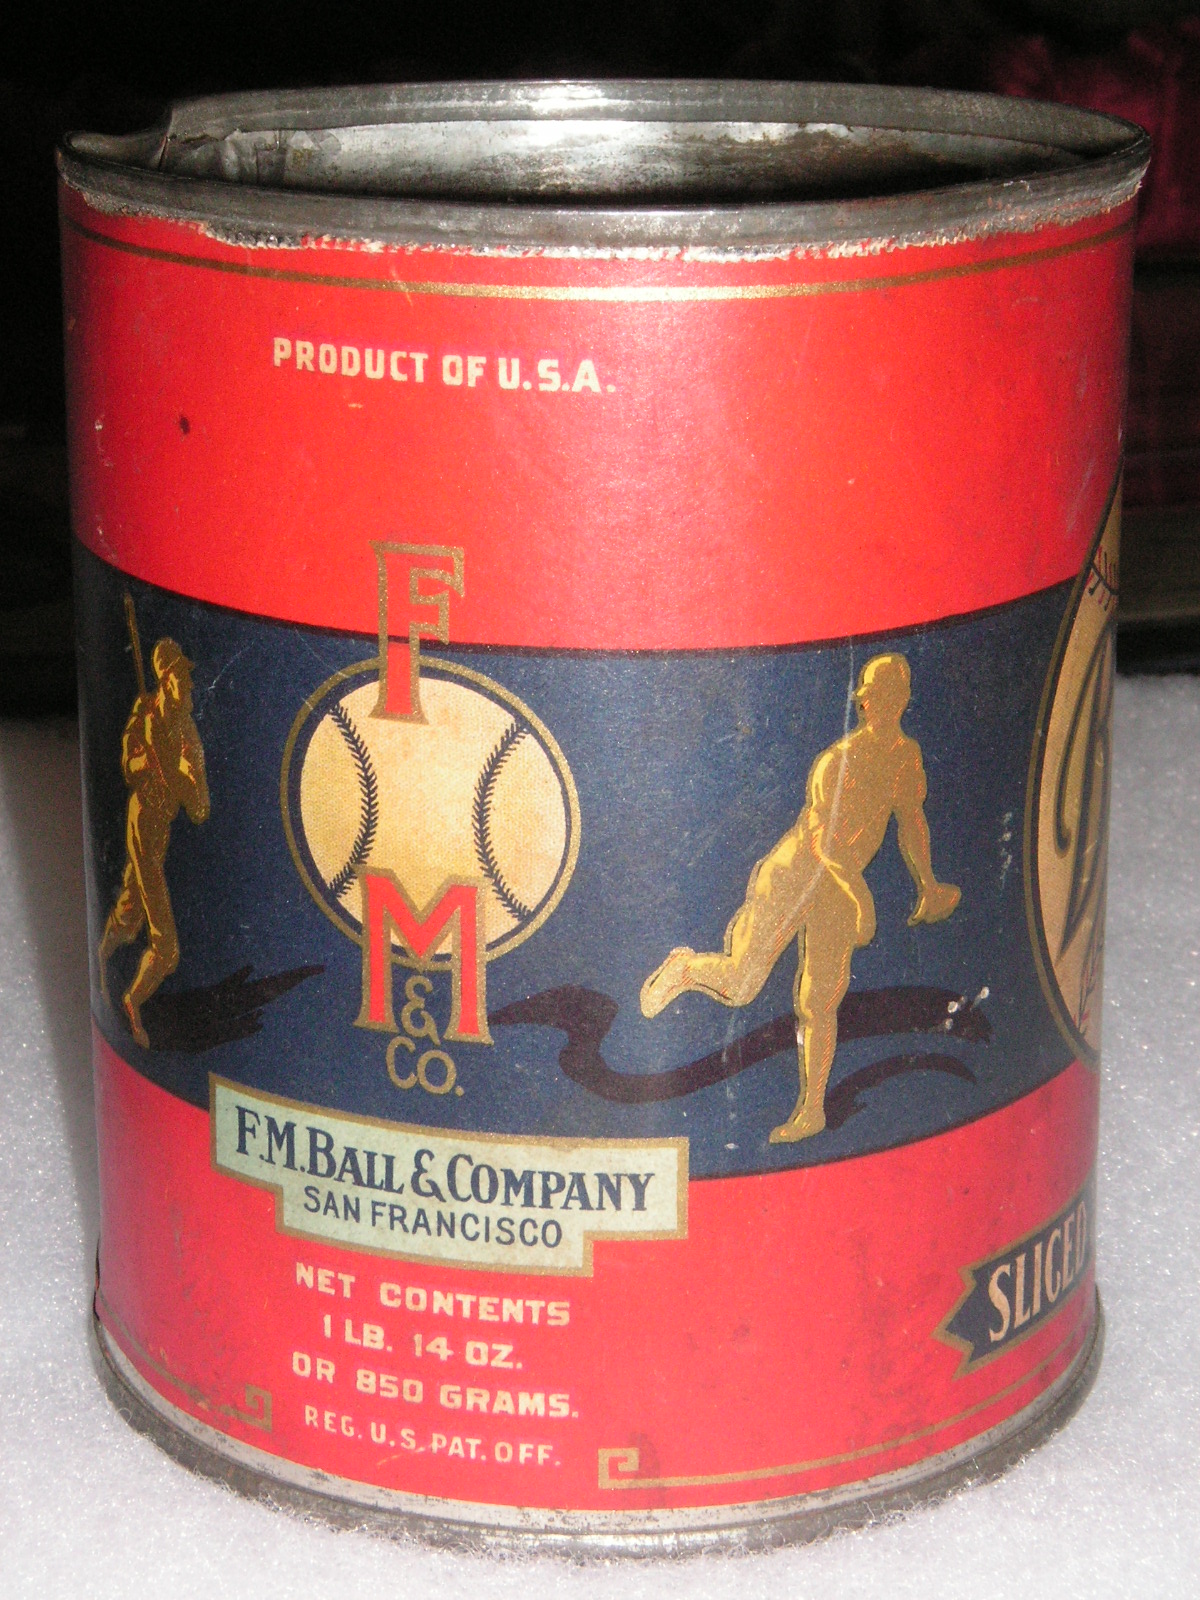 PRODUCT OF U.S.A.
F
M
&
CO.
F.M. BALL & COMPANY
SAN FRANCISCO
NET CONTENTS
1 LB. 14 OZ.
OR 850 GRAMS.
REG. U.S. PAT. OFF.
SLICED